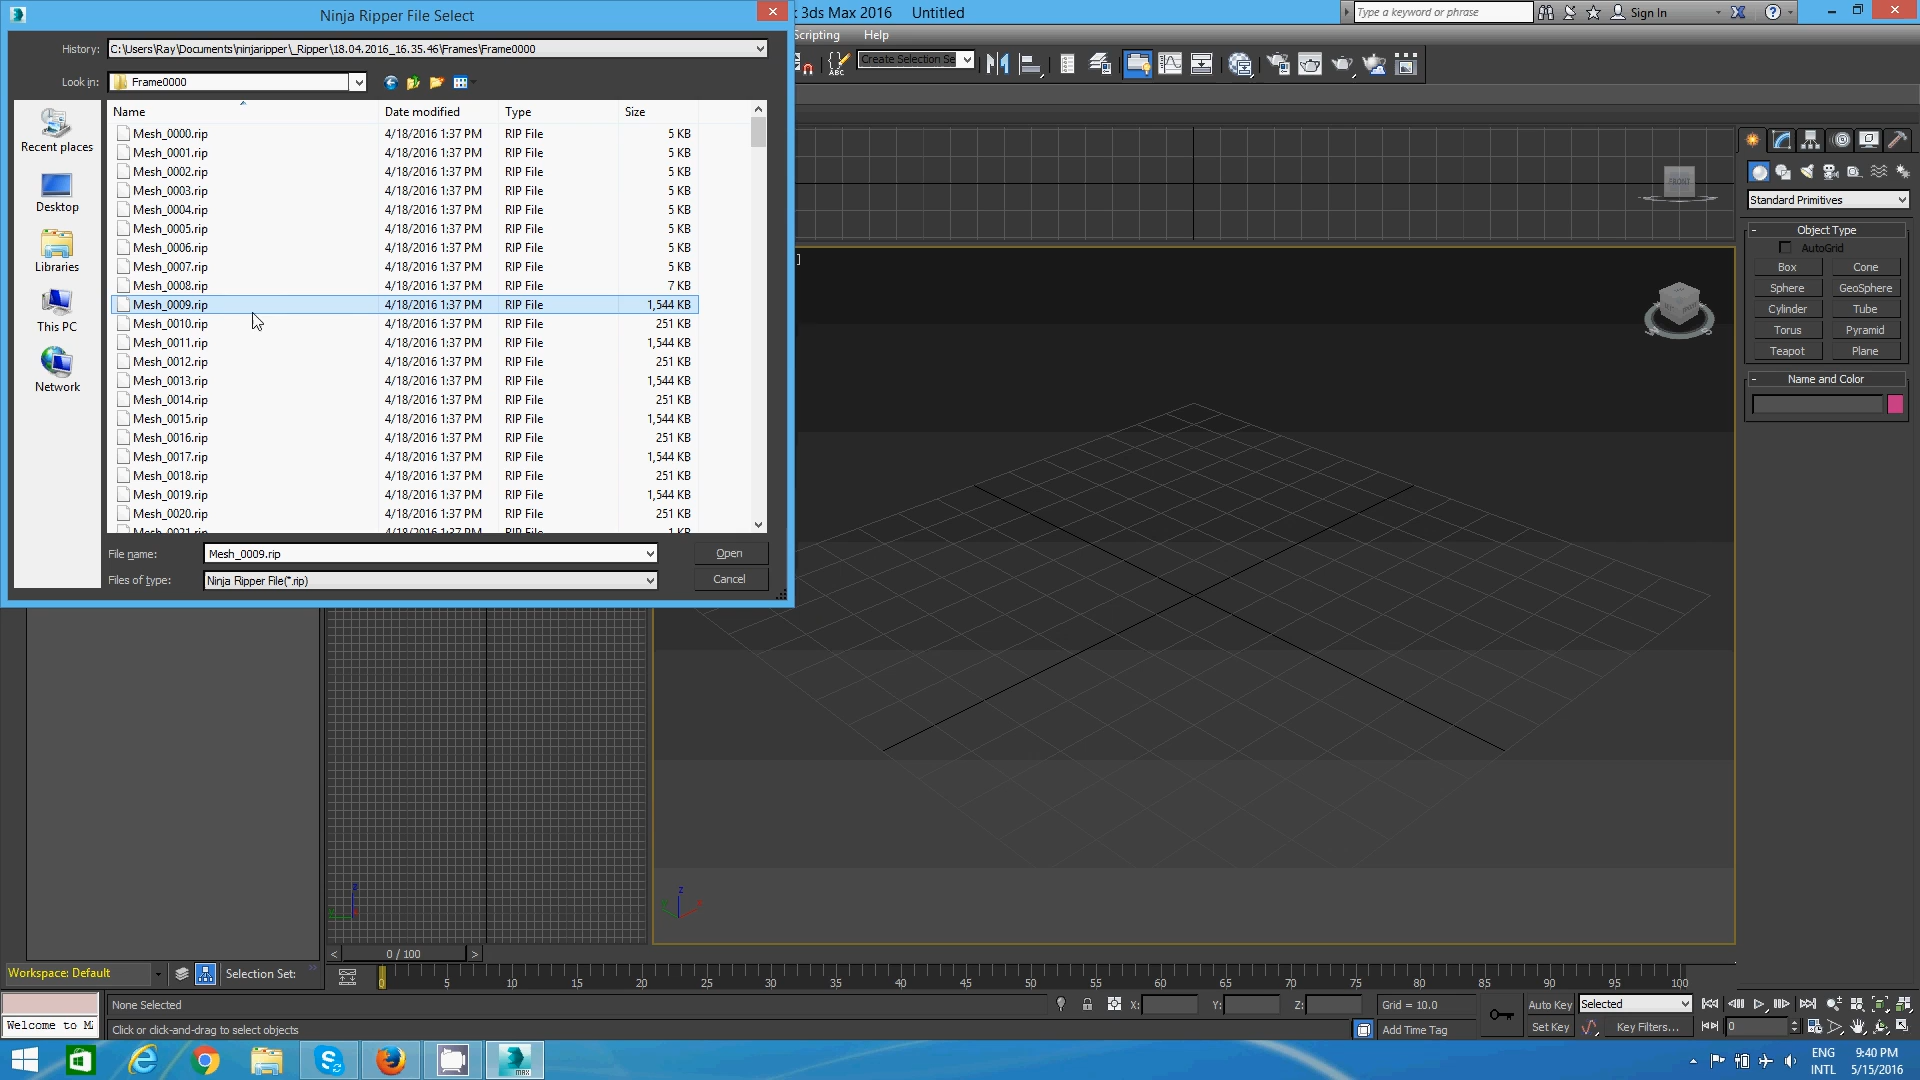 Ninja Ripper File Select
3ds Max 2016 Untitled
Type a keyword or phrase
Sign In
History: C:\Users\Ray\Documents\ninjaripper\_Ripper\18.04.2016_16.35.46\Frames\Frame0000
cripting Help
Look in: Frame0000
ABC Create Selection Se
Name Date modified Type Size
Recent places
Desktop
Libraries
This PC
Network
Mesh_0000.rip 4/18/2016 1:37 PM RIP File 5 KB
Mesh_0001.rip 4/18/2016 1:37 PM RIP File 5 KB
Mesh_0002.rip 4/18/2016 1:37 PM RIP File 5 KB
Mesh_0003.rip 4/18/2016 1:37 PM RIP File 5 KB
Mesh_0004.rip 4/18/2016 1:37 PM RIP File 5 KB
Mesh_0005.rip 4/18/2016 1:37 PM RIP File 5 KB
Mesh_0006.rip 4/18/2016 1:37 PM RIP File 5 KB
Mesh_0007.rip 4/18/2016 1:37 PM RIP File 5 KB
Mesh_0008.rip 4/18/2016 1:37 PM RIP File 7 KB
Mesh_0009.rip 4/18/2016 1:37 PM RIP File 1,544 KB
Mesh_0010.rip 4/18/2016 1:37 PM RIP File 251 KB
Mesh_0011.rip 4/18/2016 1:37 PM RIP File 1,544 KB
Mesh_0012.rip 4/18/2016 1:37 PM RIP File 251 KB
Mesh_0013.rip 4/18/2016 1:37 PM RIP File 1,544 KB
Mesh_0014.rip 4/18/2016 1:37 PM RIP File 251 KB
Mesh_0015.rip 4/18/2016 1:37 PM RIP File 1,544 KB
Mesh_0016.rip 4/18/2016 1:37 PM RIP File 251 KB
Mesh_0017.rip 4/18/2016 1:37 PM RIP File 1,544 KB
Mesh_0018.rip 4/18/2016 1:37 PM RIP File 251 KB
Mesh_0019.rip 4/18/2016 1:37 PM RIP File 1,544 KB
Mesh_0020.rip 4/18/2016 1:37 PM RIP File 251 KB
Mesh_0021.rip 4/18/2016 1:37 PM RIP File 1 KB
File name: Mesh_0009.rip Open
Files of type: Ninja Ripper File(*.rip) Cancel
FRONT
]
Standard Primitives
- Object Type
AutoGrid
Box Cone
Sphere GeoSphere
Cylinder Tube
Torus Pyramid
Teapot Plane
- Name and Color
z
z
< 0 / 100 >
Workspace: Default Selection Set: »
0 5 10 15 20 25 30 35 40 45 50 55 60 65 70 75 80 85 90 95 100
None Selected X: Y: Z: Grid = 10.0 Auto Key Selected
Welcome to M Click or click-and-drag to select objects Add Time Tag Set Key Key Filters... 0
MAX
ENG 9:40 PM
INTL 5/15/2016